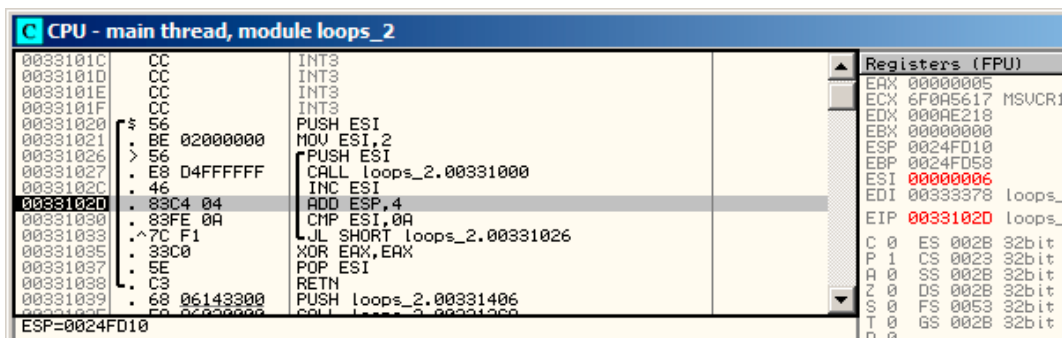 C CPU - main thread, module loops_2
0033101C CC INT3
0033101D CC INT3
0033101E CC INT3
0033101F CC INT3
00331020 $ 56 PUSH ESI
00331021 . BE 02000000 MOV ESI,2
00331026 > 56 PUSH ESI
00331027 . E8 D4FFFFFF CALL loops_2.00331000
0033102C . 46 INC ESI
0033102D . 83C4 04 ADD ESP,4
00331030 . 83FE 0A CMP ESI,0A
00331033 .^7C F1 JL SHORT loops_2.00331026
00331035 . 33C0 XOR EAX,EAX
00331037 . 5E POP ESI
00331038 . C3 RETN
00331039 . 68 06143300 PUSH loops_2.00331406
ESP=0024FD10
Registers (FPU)
EAX 00000005
ECX 6F0A5617 MSVCR1
EDX 000AE218
EBX 00000000
ESP 0024FD10
EBP 0024FD58
ESI 00000006
EDI 00333378 loops_
EIP 0033102D loops_
C 0 ES 002B 32bit
P 1 CS 0023 32bit
A 0 SS 002B 32bit
Z 0 DS 002B 32bit
S 0 FS 0053 32bit
T 0 GS 002B 32bit